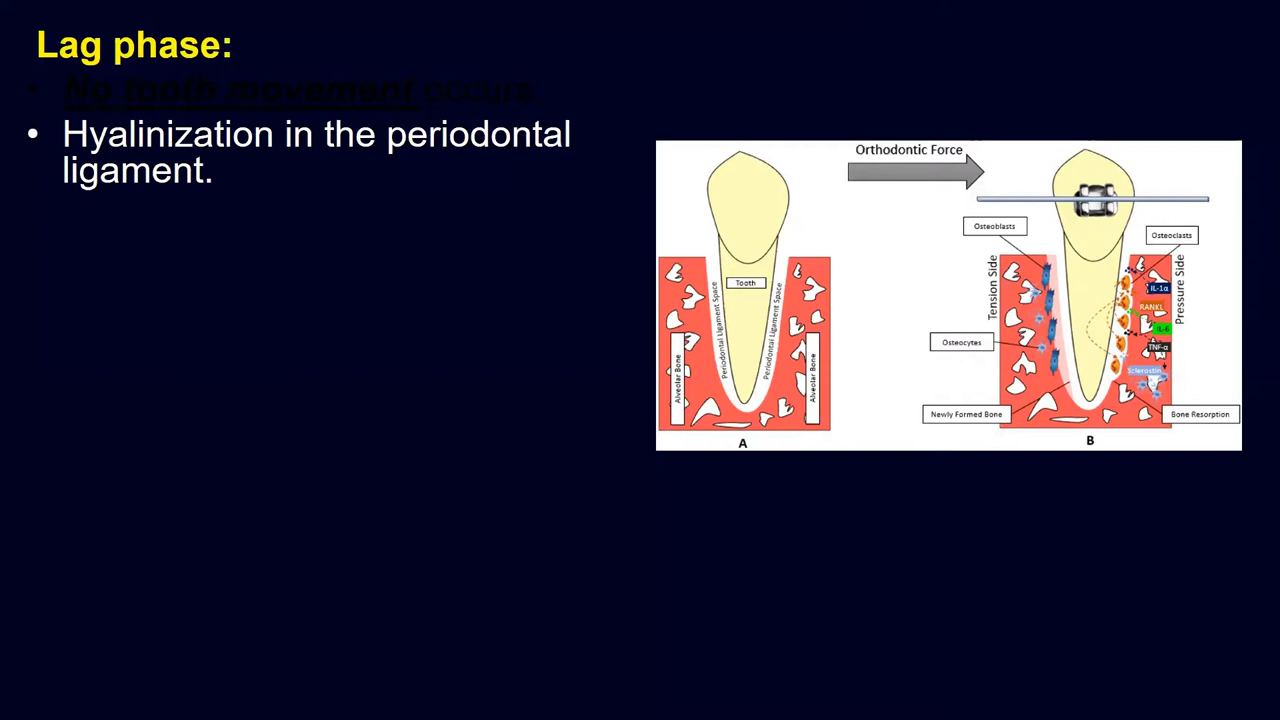 Lag phase:
• No tooth movement occurs
• Hyalinization in the periodontal
ligament.
Orthodontic Force
Tooth
Periodontal Ligament Space
Periodontal Ligament Space
Alveolar Bone
Alveolar Bone
A
Osteoblasts
Osteoclasts
Tension Side
Pressure Side
IL-1α
RANKL
IL-6
TNF-α
Osteocytes
Sclerostin
Newly Formed Bone
Bone Resorption
B